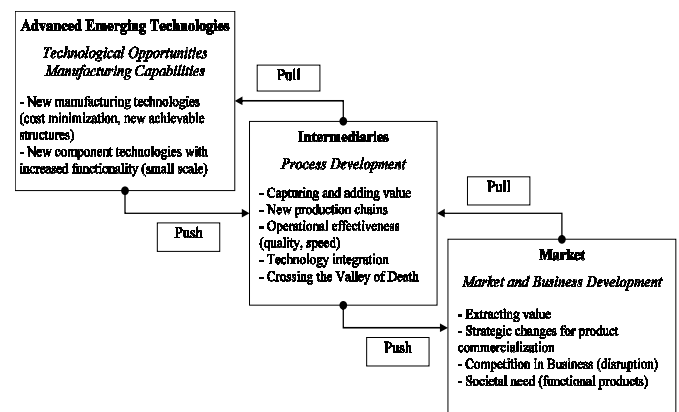 Advanced Emerging Technologies
Technological Opportunities
Manufacturing Capabilities
- New manufacturing technologies
(cost minimization, new achievable
structures)
- New component technologies with
increased functionality (small scale)
Pull
Push
Intermediaries
Process Development
- Capturing and adding value
- New production chains
- Operational effectiveness
(quality, speed)
- Technology integration
- Crossing the Valley of Death
Pull
Push
Market
Market and Business Development
- Extracting value
- Strategic changes for product
commercialization
- Competition in Business (disruption)
- Societal need (functional products)